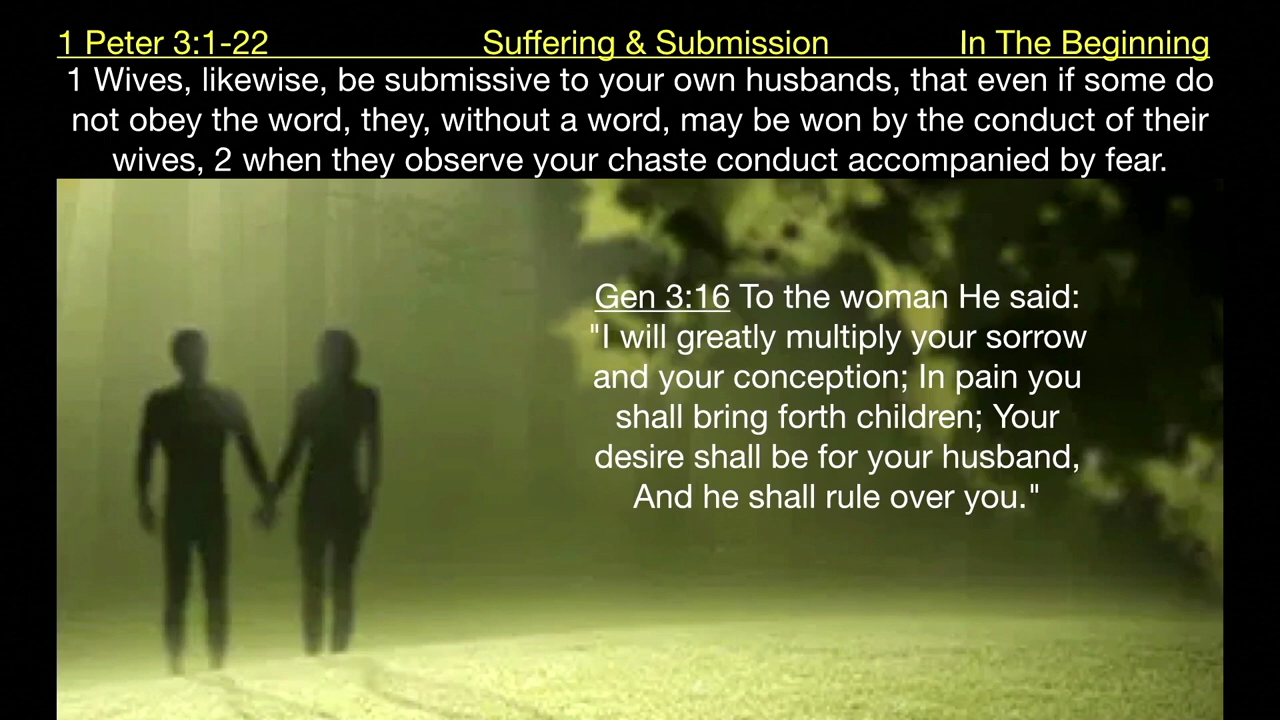 1 Peter 3:1-22 Suffering & Submission In The Beginning
1 Wives, likewise, be submissive to your own husbands, that even if some do
not obey the word, they, without a word, may be won by the conduct of their
wives, 2 when they observe your chaste conduct accompanied by fear.
Gen 3:16 To the woman He said:
"I will greatly multiply your sorrow
and your conception; In pain you
shall bring forth children; Your
desire shall be for your husband,
And he shall rule over you."